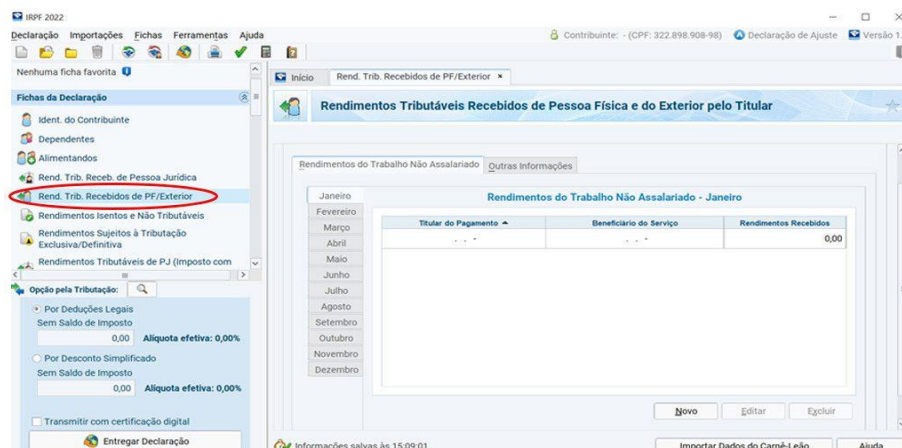 IRPF 2022
Declaração Importações Fichas Ferramentas Ajuda
Contribuinte: - (CPF: 322.898.908-98) Declaração de Ajuste Versão 1.
Nenhuma ficha favorita
Fichas da Declaração
Ident. do Contribuinte
Dependentes
Alimentandos
Rend. Trib. Receb. de Pessoa Jurídica
Rend. Trib. Recebidos de PF/Exterior
Rendimentos Isentos e Não Tributáveis
Rendimentos Sujeitos à Tributação
Exclusiva/Definitiva
Rendimentos Tributáveis de PJ (Imposto com
Opção pela Tributação:
Por Deduções Legais
Sem Saldo de Imposto
0,00 Alíquota efetiva: 0,00%
Por Desconto Simplificado
Sem Saldo de Imposto
0,00 Alíquota efetiva: 0,00%
Transmitir com certificação digital
Entregar Declaração
Início Rend. Trib. Recebidos de PF/Exterior ×
Rendimentos Tributáveis Recebidos de Pessoa Física e do Exterior pelo Titular
Rendimentos do Trabalho Não Assalariado Outras Informações
Janeiro
Fevereiro
Março
Abril
Maio
Junho
Julho
Agosto
Setembro
Outubro
Novembro
Dezembro
Rendimentos do Trabalho Não Assalariado - Janeiro
Titular do Pagamento Beneficiário do Serviço Rendimentos Recebidos
. . - . . - 0,00
Novo Editar Excluir
Informações salvas às 15:09:01 Importar Dados do Carnê-Leão Ajuda